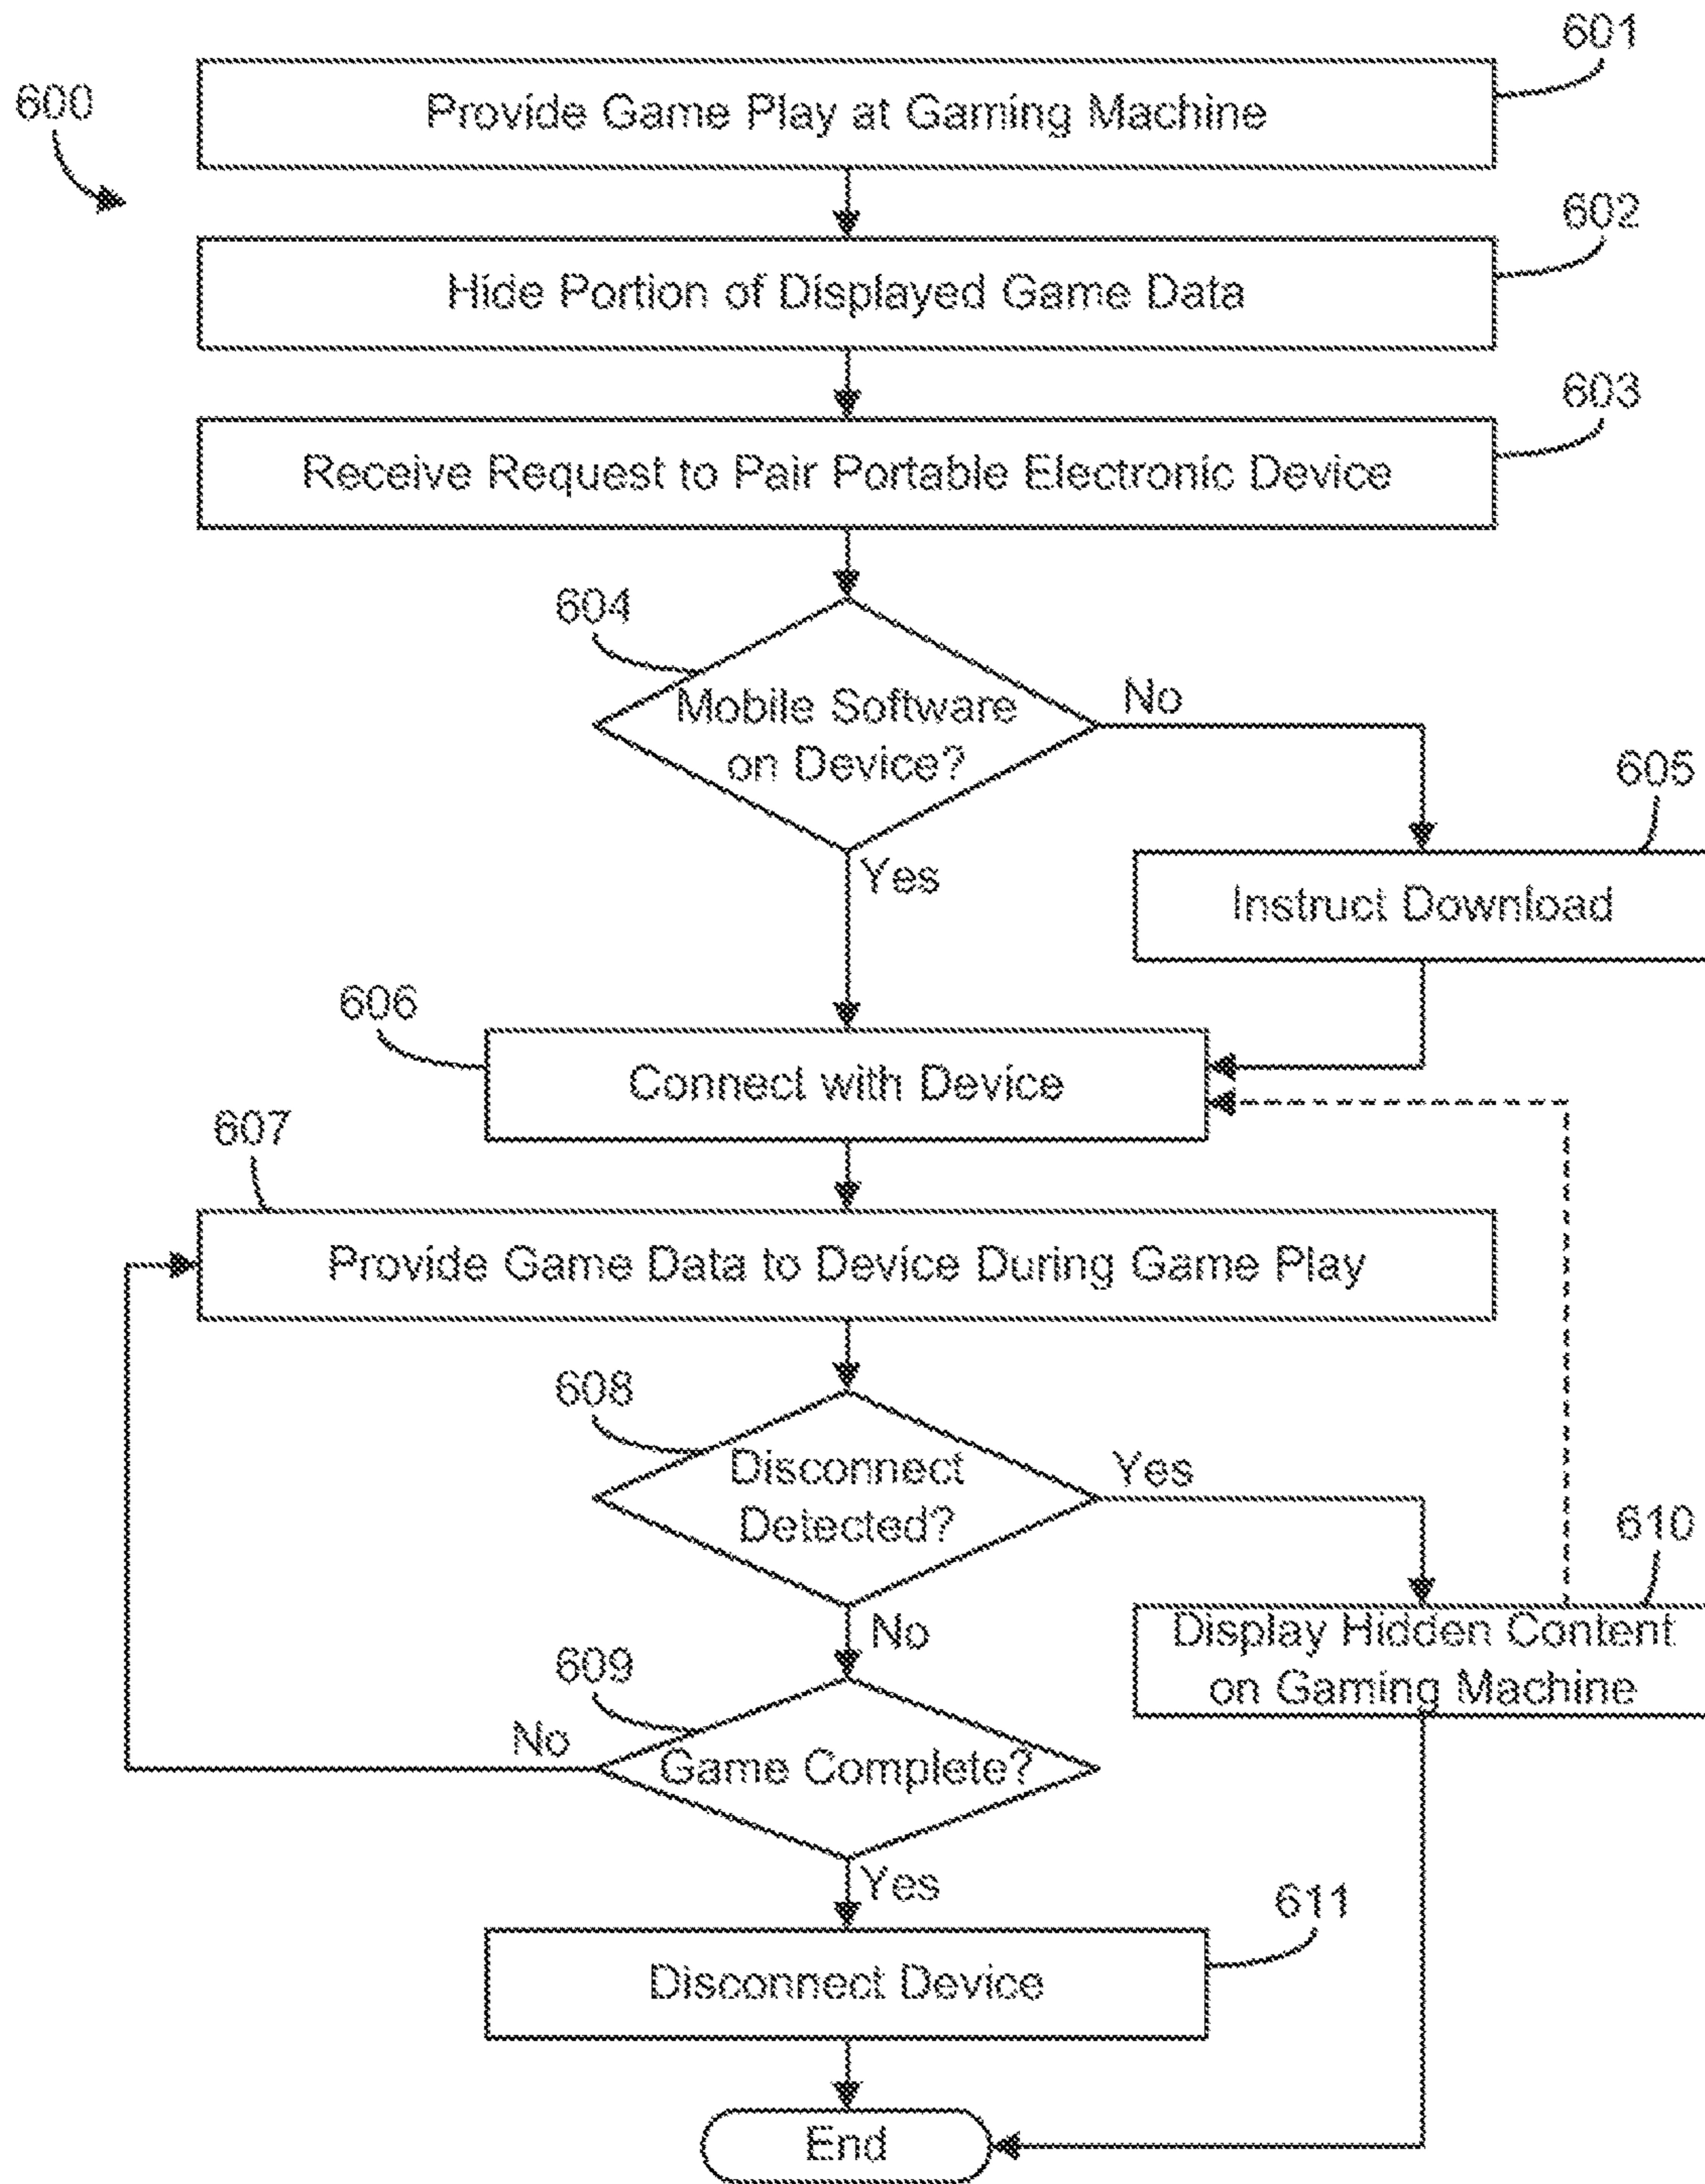 601
600
Provide Game Play at Gaming Machine
602
Hide Portion of Displayed Game Data
603
Receive Request to Pair Portable Electronic Device
604
Mobile Software
on Device?
No
605
Yes
Instruct Download
606
Connect with Device
607
Provide Game Data to Device During Game Play
608
Disconnect
Detected?
Yes
610
No
Display Hidden Content
on Gaming Machine
609
No
Game Complete?
Yes
611
Disconnect Device
End